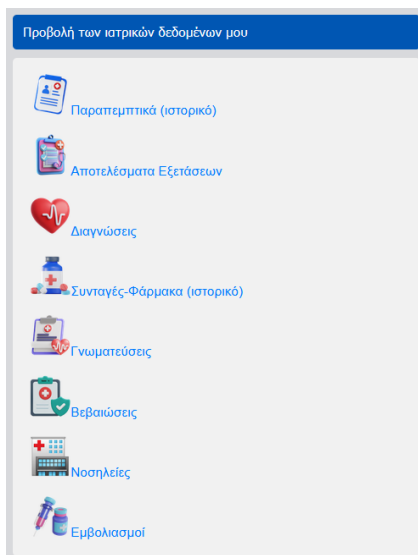 Προβολή των ιατρικών δεδομένων μου
Παραπεμπτικά (ιστορικό)
Αποτελέσματα Εξετάσεων
Διαγνώσεις
Συνταγές-Φάρμακα (ιστορικό)
Γνωματεύσεις
Βεβαιώσεις
Νοσηλείες
Εμβολιασμοί